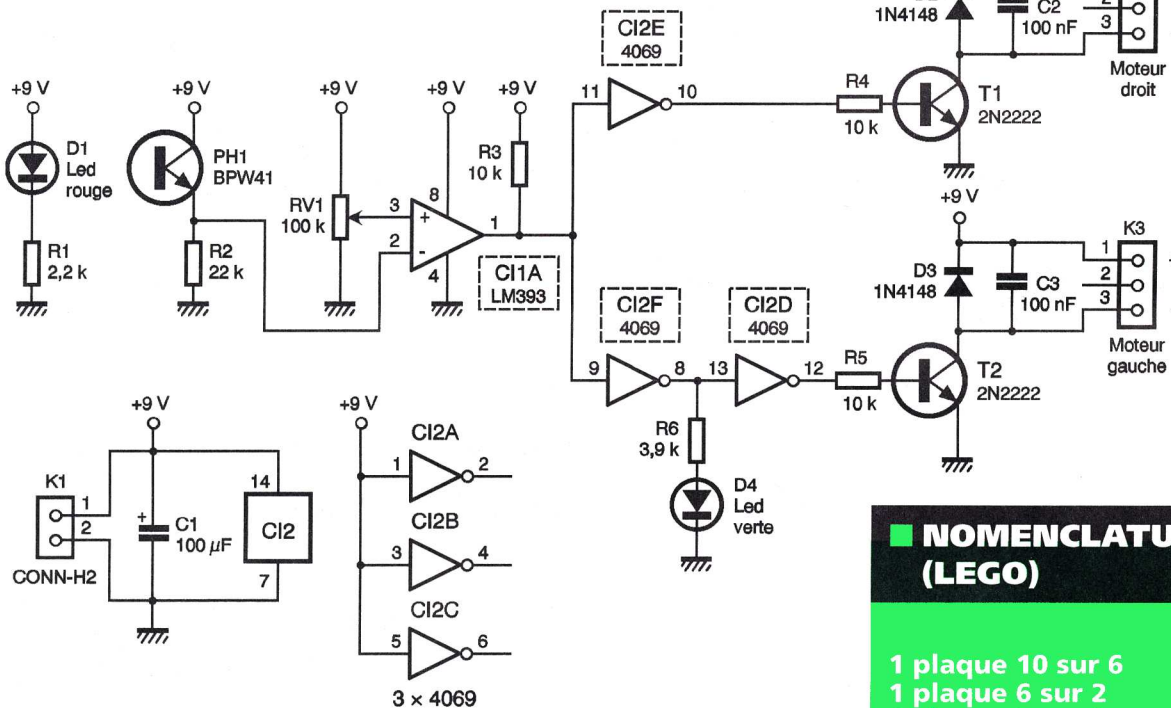 1N4148
C2
100 nF
2
3
Moteur
droit
CI2E
4069
11
10
R4
10 k
T1
2N2222
+9 V
+9 V
+9 V
+9 V
+9 V
D1
Led
rouge
PH1
BPW41
RV1
100 k
R3
10 k
3
+
8
2
-
4
1
CI1A
LM393
R1
2,2 k
R2
22 k
+9 V
K3
1
2
3
D3
1N4148
C3
100 nF
Moteur
gauche
CI2F
4069
CI2D
4069
9
8
13
12
R5
10 k
T2
2N2222
R6
3,9 k
D4
Led
verte
+9 V
K1
1
2
CONN-H2
+
C1
100 µF
14
CI2
7
+9 V
CI2A
1
2
CI2B
3
4
CI2C
5
6
3 × 4069
NOMENCLATU
(LEGO)
1 plaque 10 sur 6
1 plaque 6 sur 2